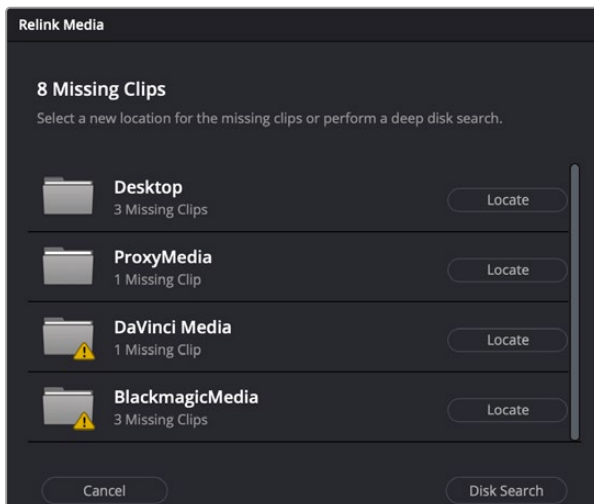 Relink Media
8 Missing Clips
Select a new location for the missing clips or perform a deep disk search.
Desktop
3 Missing Clips
Locate
ProxyMedia
1 Missing Clip
Locate
DaVinci Media
1 Missing Clip
Locate
BlackmagicMedia
3 Missing Clips
Locate
Cancel
Disk Search